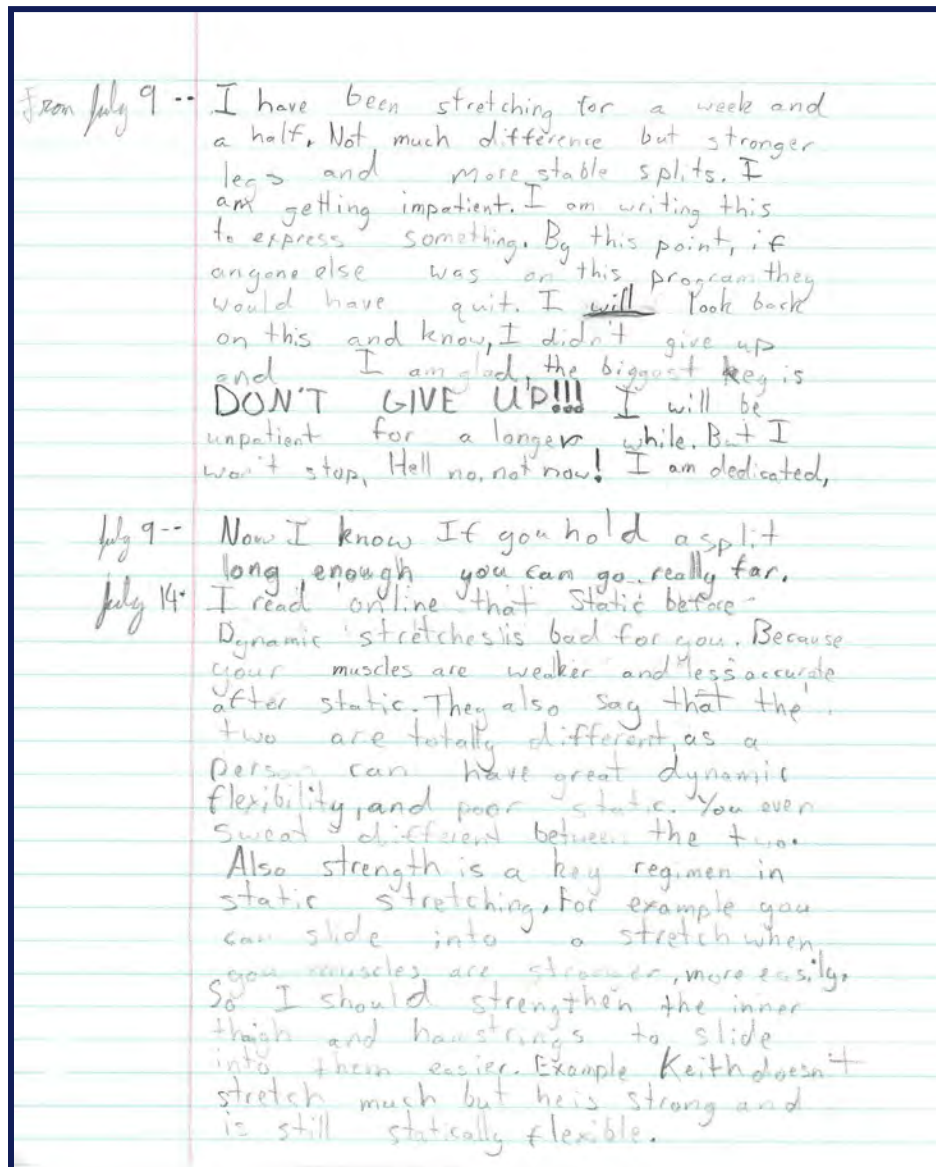 From July 9 -- I have been stretching for a week and
a half. Not much difference but stronger
legs and more stable splits. I
am getting impatient. I am writing this
to express something. By this point, if
anyone else was on this program they
would have quit. I will look back
on this and know, I didn't give up
and I am glad, the biggest key is
DON'T GIVE UP!!! I will be
unpatient for a longer while. But I
won't stop, Hell no, not now! I am dedicated,
July 9-- Now I know If you hold a split
long enough you can go really far.
July 14- I read online that Static before
Dynamic stretches is bad for you. Because
your muscles are weaker and less accurate
after static. They also say that the
two are totally different, as a
person can have great dynamic
flexibility, and poor static. You even
sweat different between the two.
Also strength is a key regimen in
static stretching, For example you
can slide into a stretch when
you muscles are stronger, more easily.
So I should strengthen the inner
thaigh and hamstrings to slide
into them easier. Example Keith doesn't
stretch much but he is strong and
is still statically flexible.